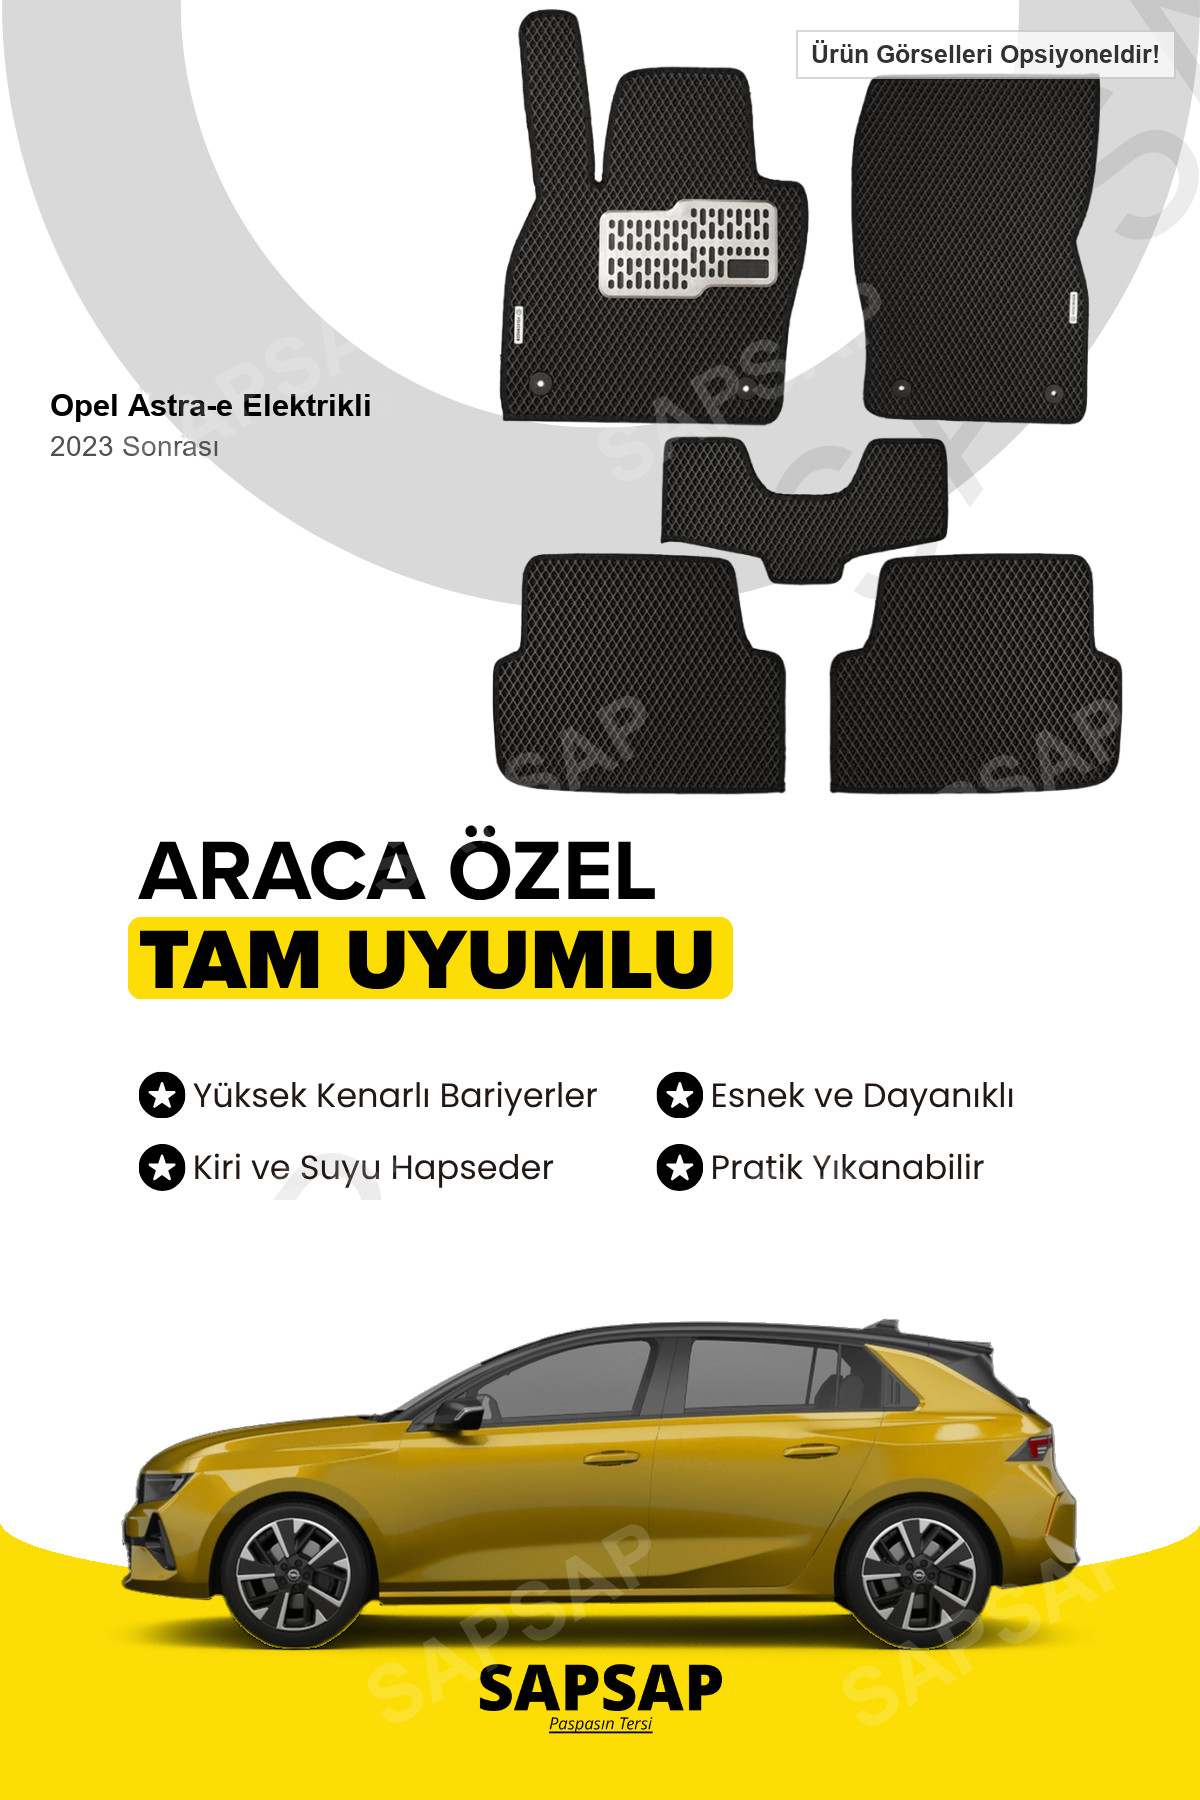 Ürün Görselleri Opsiyoneldir!
Opel Astra-e Elektrikli
2023 Sonrası
ARACA ÖZEL
TAM UYUMLU
Yüksek Kenarlı Bariyerler
Esnek ve Dayanıklı
Kiri ve Suyu Hapseder
Pratik Yıkanabilir
SAPSAP
Paspasın Tersi